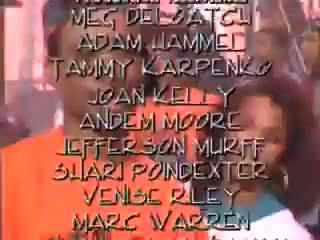 MEG DELOATCH
ADAM HAMMEL
TAMMY KARPENKO
JOAN KELLY
ANDEM MOORE
JEFFERSON MURFF
SHARI POINDEXTER
VENISE RILEY
MARC WARREN